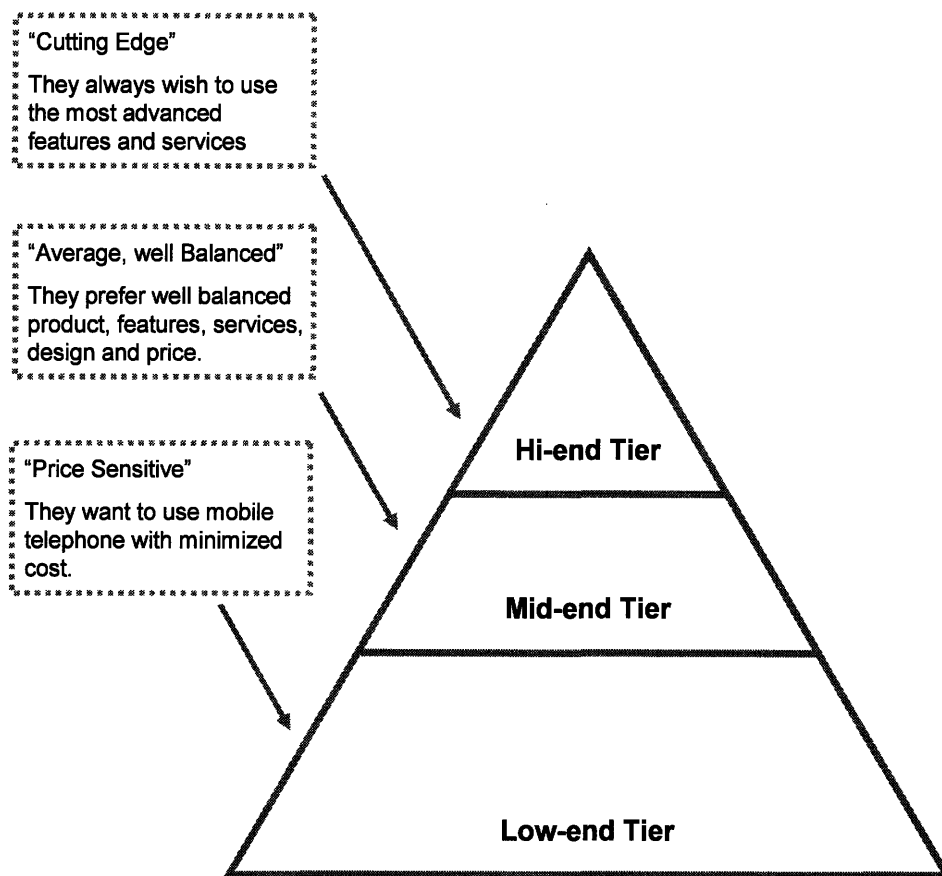 “Cutting Edge”
They always wish to use
the most advanced
features and services
“Average, well Balanced”
They prefer well balanced
product, features, services,
design and price.
“Price Sensitive”
They want to use mobile
telephone with minimized
cost.
Hi-end Tier
Mid-end Tier
Low-end Tier